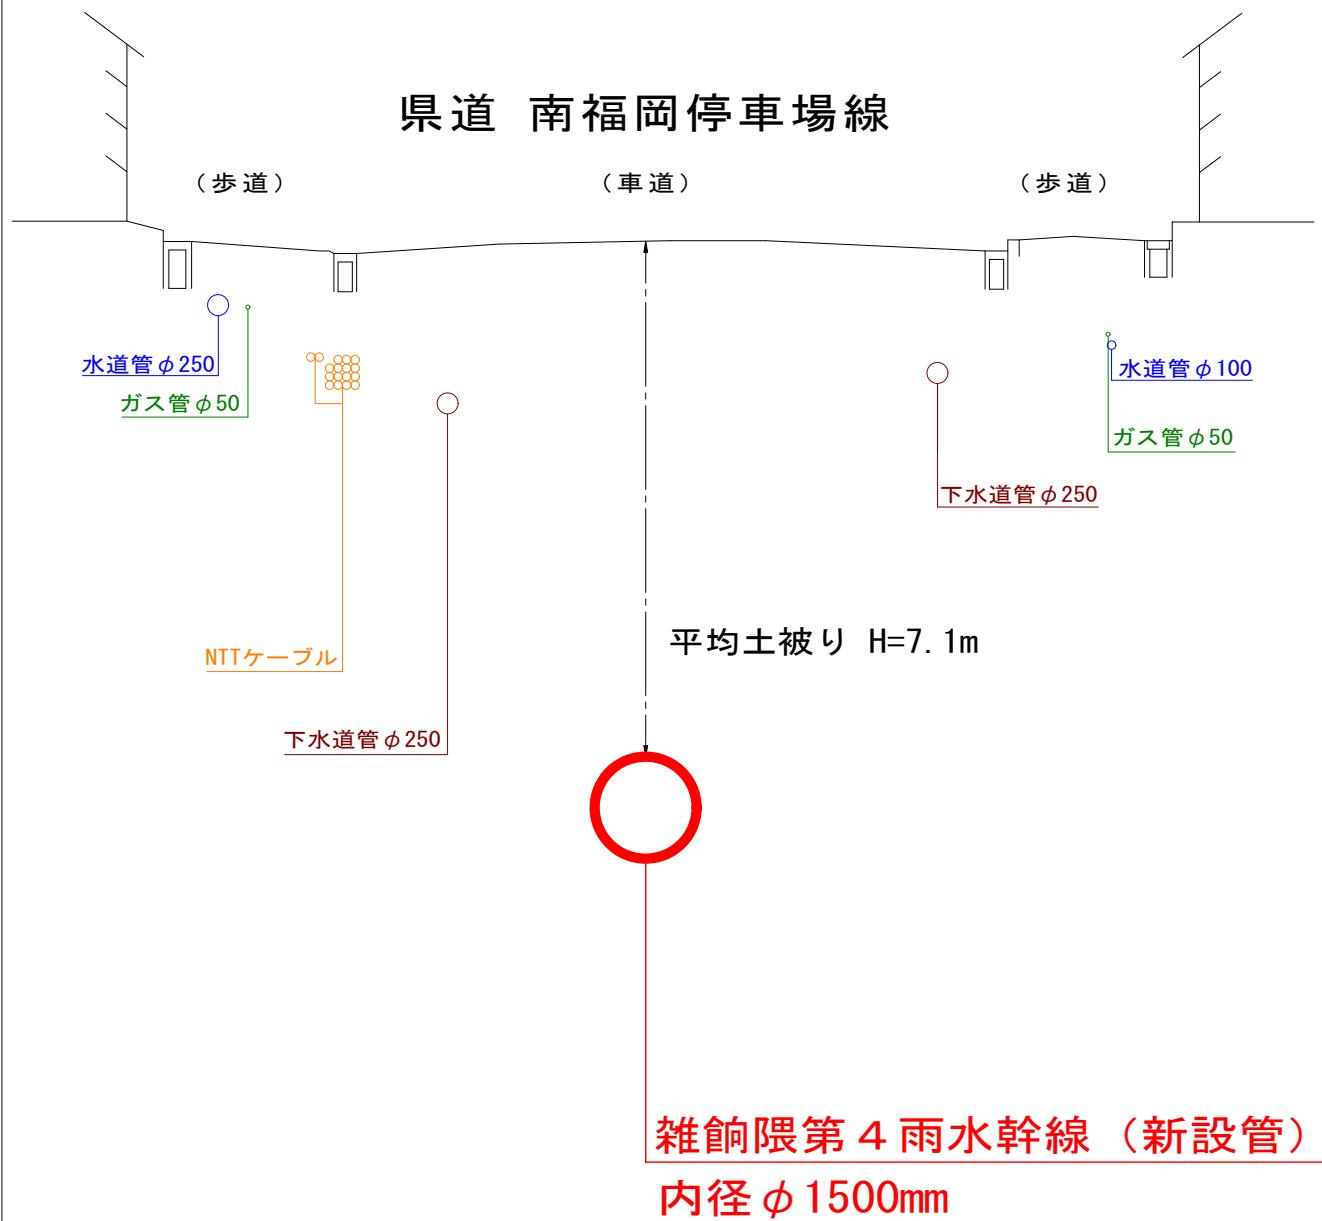 県道 南福岡停車場線
（歩道）
（車道）
（歩道）
水道管φ250
ガス管φ50
水道管φ100
ガス管φ50
下水道管φ250
NTTケーブル
平均土被り H=7.1m
下水道管φ250
雑餉隈第４雨水幹線（新設管）
内径φ1500mm